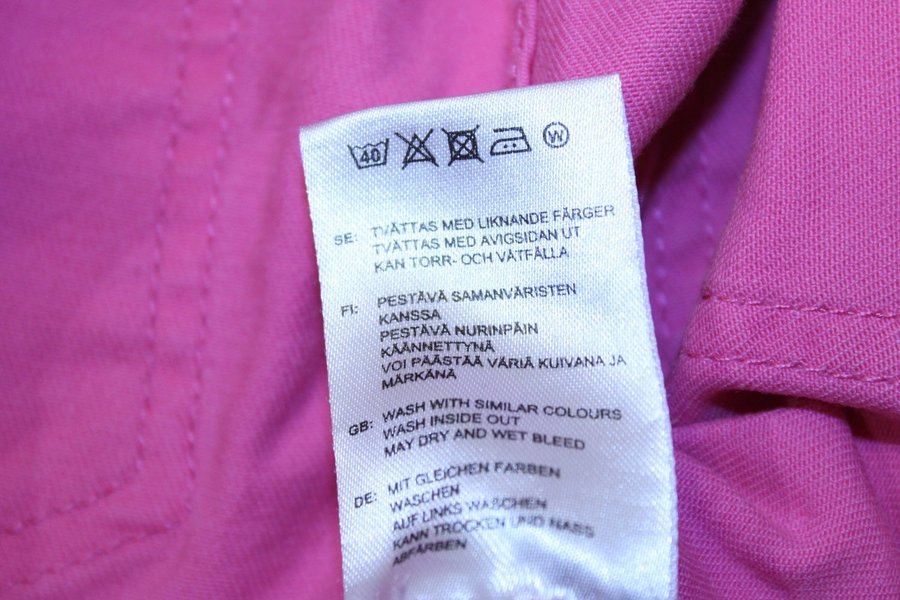 40 W
SE: TVÄTTAS MED LIKNANDE FÄRGER
TVÄTTAS MED AVIGSIDAN UT
KAN TORR- OCH VÅTFÄLLA
FI: PESTÄVÄ SAMANVÄRISTEN
KANSSA
PESTÄVÄ NURINPÄIN
KÄÄNNETTYNÄ
VOI PÄÄSTÄÄ VÄRIÄ KUIVANA JA
MÄRKÄNÄ
GB: WASH WITH SIMILAR COLOURS
WASH INSIDE OUT
MAY DRY AND WET BLEED
DE: MIT GLEICHEN FARBEN
WASCHEN
AUF LINKS WASCHEN
KANN TROCKEN UND NASS
ABFÄRBEN